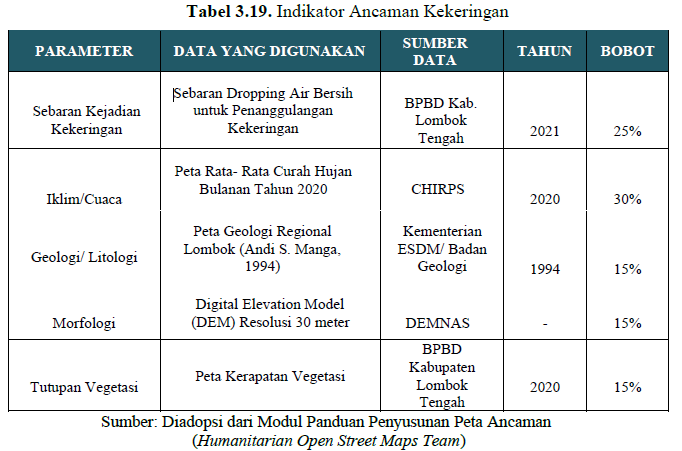 Tabel 3.19. Indikator Ancaman Kekeringan
PARAMETER
DATA YANG DIGUNAKAN
SUMBER
DATA
TAHUN
BOBOT
Sebaran Kejadian
Kekeringan
Sebaran Dropping Air Bersih
untuk Penanggulangan
Kekeringan
BPBD Kab.
Lombok
Tengah
2021
25%
Iklim/Cuaca
Peta Rata- Rata Curah Hujan
Bulanan Tahun 2020
CHIRPS
2020
30%
Geologi/ Litologi
Peta Geologi Regional
Lombok (Andi S. Manga,
1994)
Kementerian
ESDM/ Badan
Geologi
1994
15%
Morfologi
Digital Elevation Model
(DEM) Resolusi 30 meter
DEMNAS
-
15%
Tutupan Vegetasi
Peta Kerapatan Vegetasi
BPBD
Kabupaten
Lombok
Tengah
2020
15%
Sumber: Diadopsi dari Modul Panduan Penyusunan Peta Ancaman
(Humanitarian Open Street Maps Team)